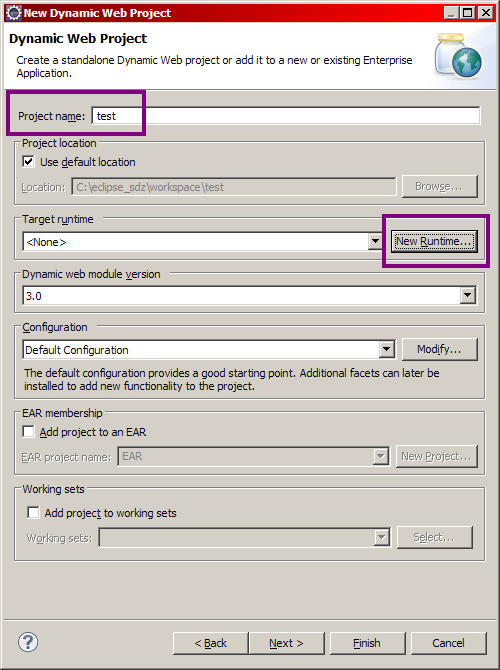 New Dynamic Web Project
Dynamic Web Project
Create a standalone Dynamic Web project or add it to a new or existing Enterprise
Application.
Project name: test
Project location
Use default location
Location: C:\eclipse_sdz\workspace\test Browse...
Target runtime
<None> New Runtime...
Dynamic web module version
3.0
Configuration
Default Configuration Modify...
The default configuration provides a good starting point. Additional facets can later be
installed to add new functionality to the project.
EAR membership
Add project to an EAR
EAR project name: EAR New Project...
Working sets
Add project to working sets
Working sets: Select...
? < Back Next > Finish Cancel